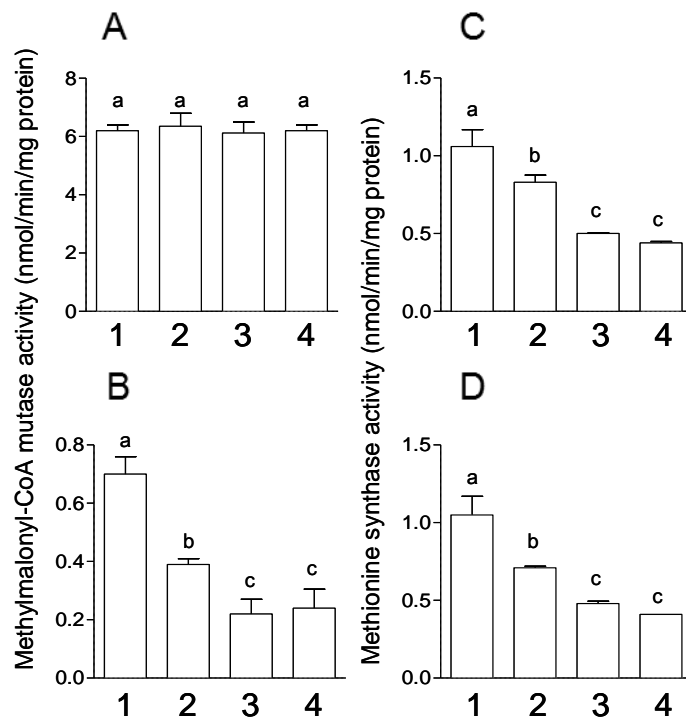 Methylmalonyl-CoA mutase activity (nmol/min/mg protein)
A
8
6
4
2
0
a a a a
1 2 3 4
B
0.8
0.6
0.4
0.2
0.0
a
b
c c
1 2 3 4
Methionine synthase activity (nmol/min/mg protein)
C
1.5
1.0
0.5
0.0
a
b
c c
1 2 3 4
D
1.5
1.0
0.5
0.0
a
b
c c
1 2 3 4